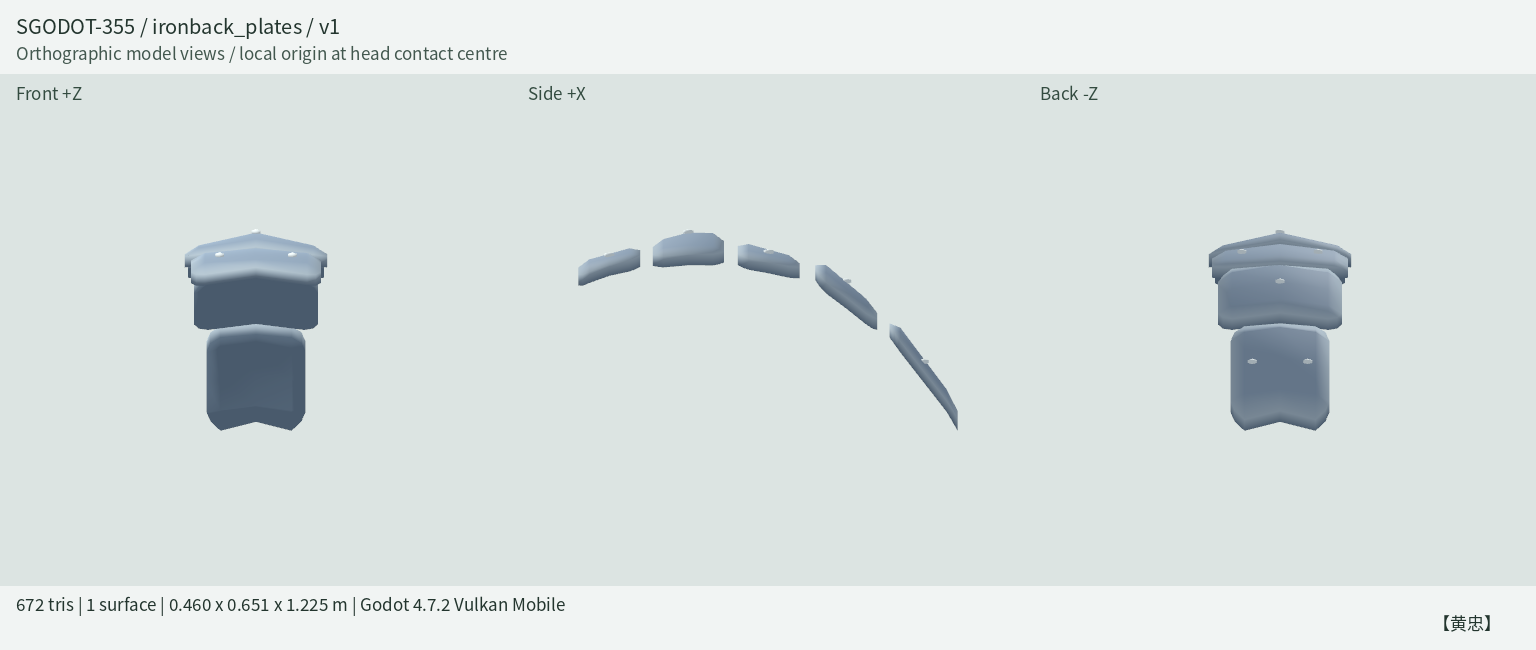 SGODOT-355 / ironback_plates / v1
Orthographic model views / local origin at head contact centre
Front +Z
Side +X
Back -Z
672 tris | 1 surface | 0.460 x 0.651 x 1.225 m | Godot 4.7.2 Vulkan Mobile
【黄忠】